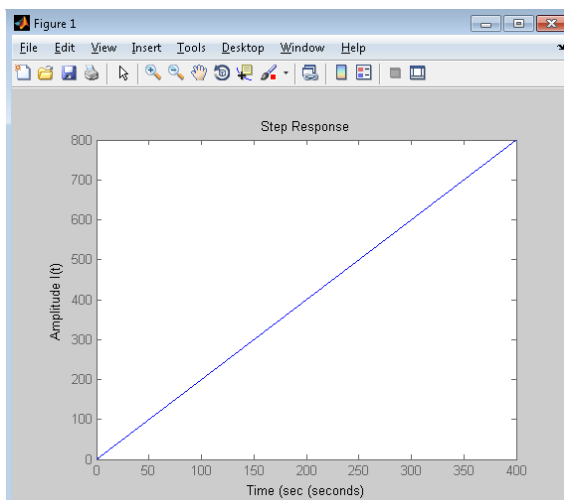 Figure 1
File Edit View Insert Tools Desktop Window Help
Step Response
800
700
600
500
400
300
200
100
0
Amplitude I(t)
0 50 100 150 200 250 300 350 400
Time (sec (seconds)